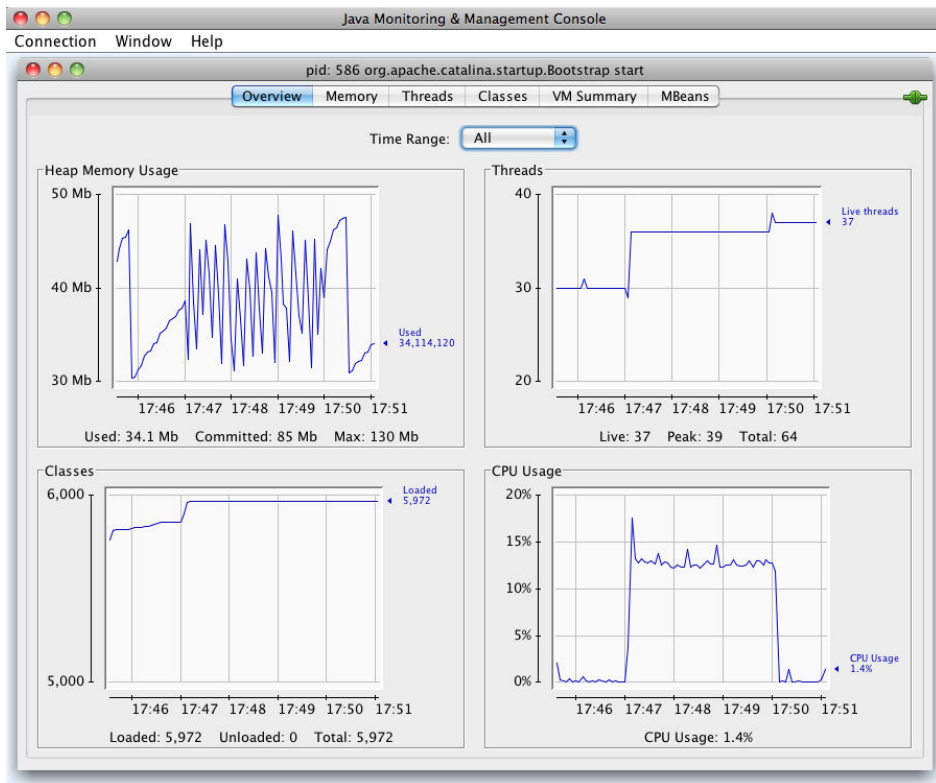 Java Monitoring & Management Console
Connection Window Help
pid: 586 org.apache.catalina.startup.Bootstrap start
Overview Memory Threads Classes VM Summary MBeans
Time Range: All
Heap Memory Usage
50 Mb
40 Mb
30 Mb
Used
34,114,120
17:46 17:47 17:48 17:49 17:50 17:51
Used: 34.1 Mb Committed: 85 Mb Max: 130 Mb
Threads
40
30
20
Live threads
37
17:46 17:47 17:48 17:49 17:50 17:51
Live: 37 Peak: 39 Total: 64
Classes
6,000
5,000
Loaded
5,972
17:46 17:47 17:48 17:49 17:50 17:51
Loaded: 5,972 Unloaded: 0 Total: 5,972
CPU Usage
20%
15%
10%
5%
0%
CPU Usage
1.4%
17:46 17:47 17:48 17:49 17:50 17:51
CPU Usage: 1.4%